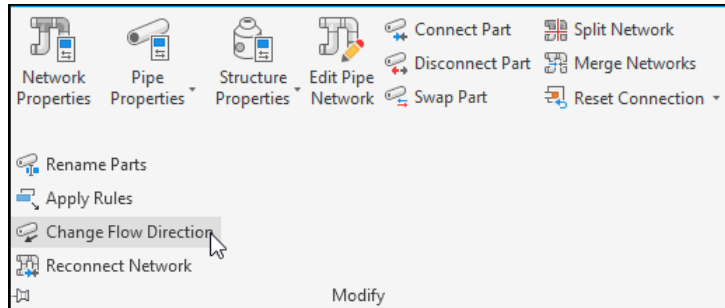 Network Properties
Pipe Properties
Structure Properties
Edit Pipe Network
Connect Part
Disconnect Part
Swap Part
Split Network
Merge Networks
Reset Connection
Rename Parts
Apply Rules
Change Flow Direction
Reconnect Network
Modify